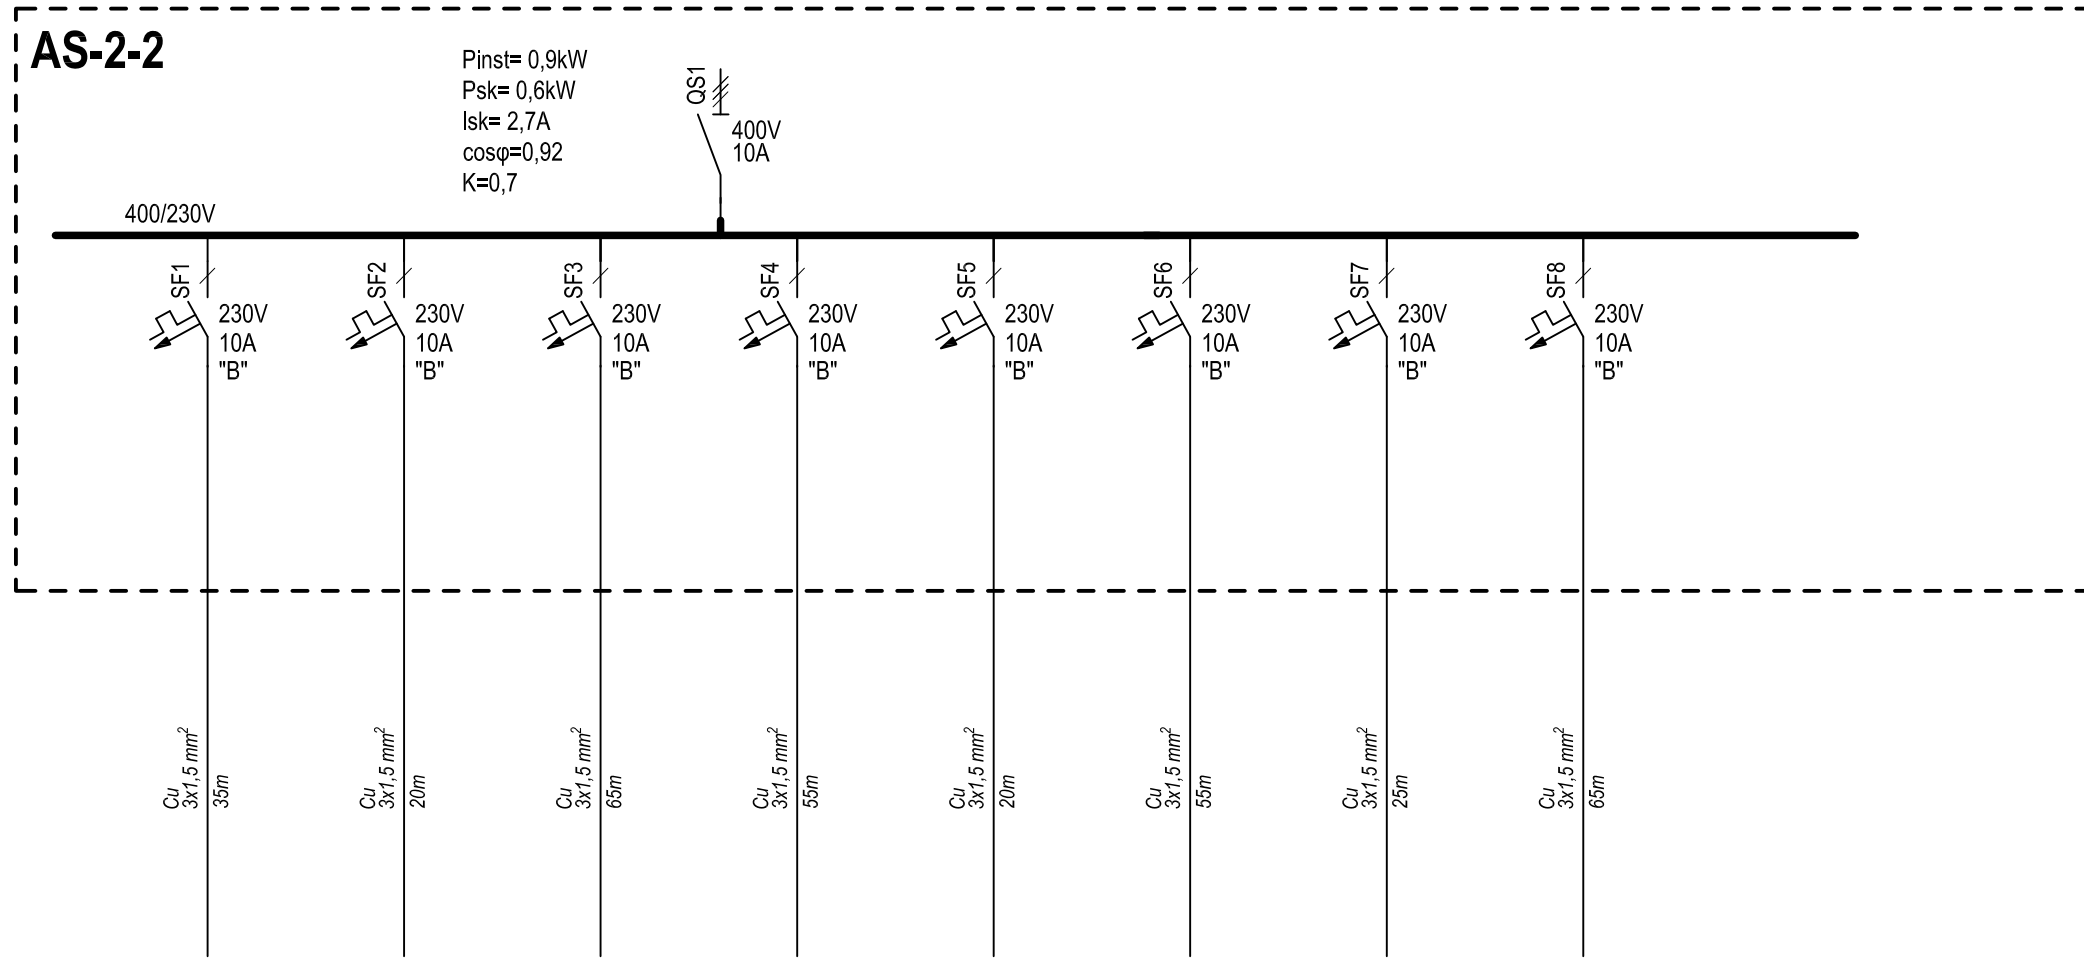 AS-2-2
Pinst= 0,9kW
Psk= 0,6kW
Isk= 2,7A
cosφ=0,92
K=0,7
QS1
400V
10A
400/230V
SF1
230V
10A
"B"
SF2
230V
10A
"B"
SF3
230V
10A
"B"
SF4
230V
10A
"B"
SF5
230V
10A
"B"
SF6
230V
10A
"B"
SF7
230V
10A
"B"
SF8
230V
10A
"B"
Cu
3x1,5 mm²
35m
Cu
3x1,5 mm²
20m
Cu
3x1,5 mm²
65m
Cu
3x1,5 mm²
55m
Cu
3x1,5 mm²
20m
Cu
3x1,5 mm²
55m
Cu
3x1,5 mm²
25m
Cu
3x1,5 mm²
65m